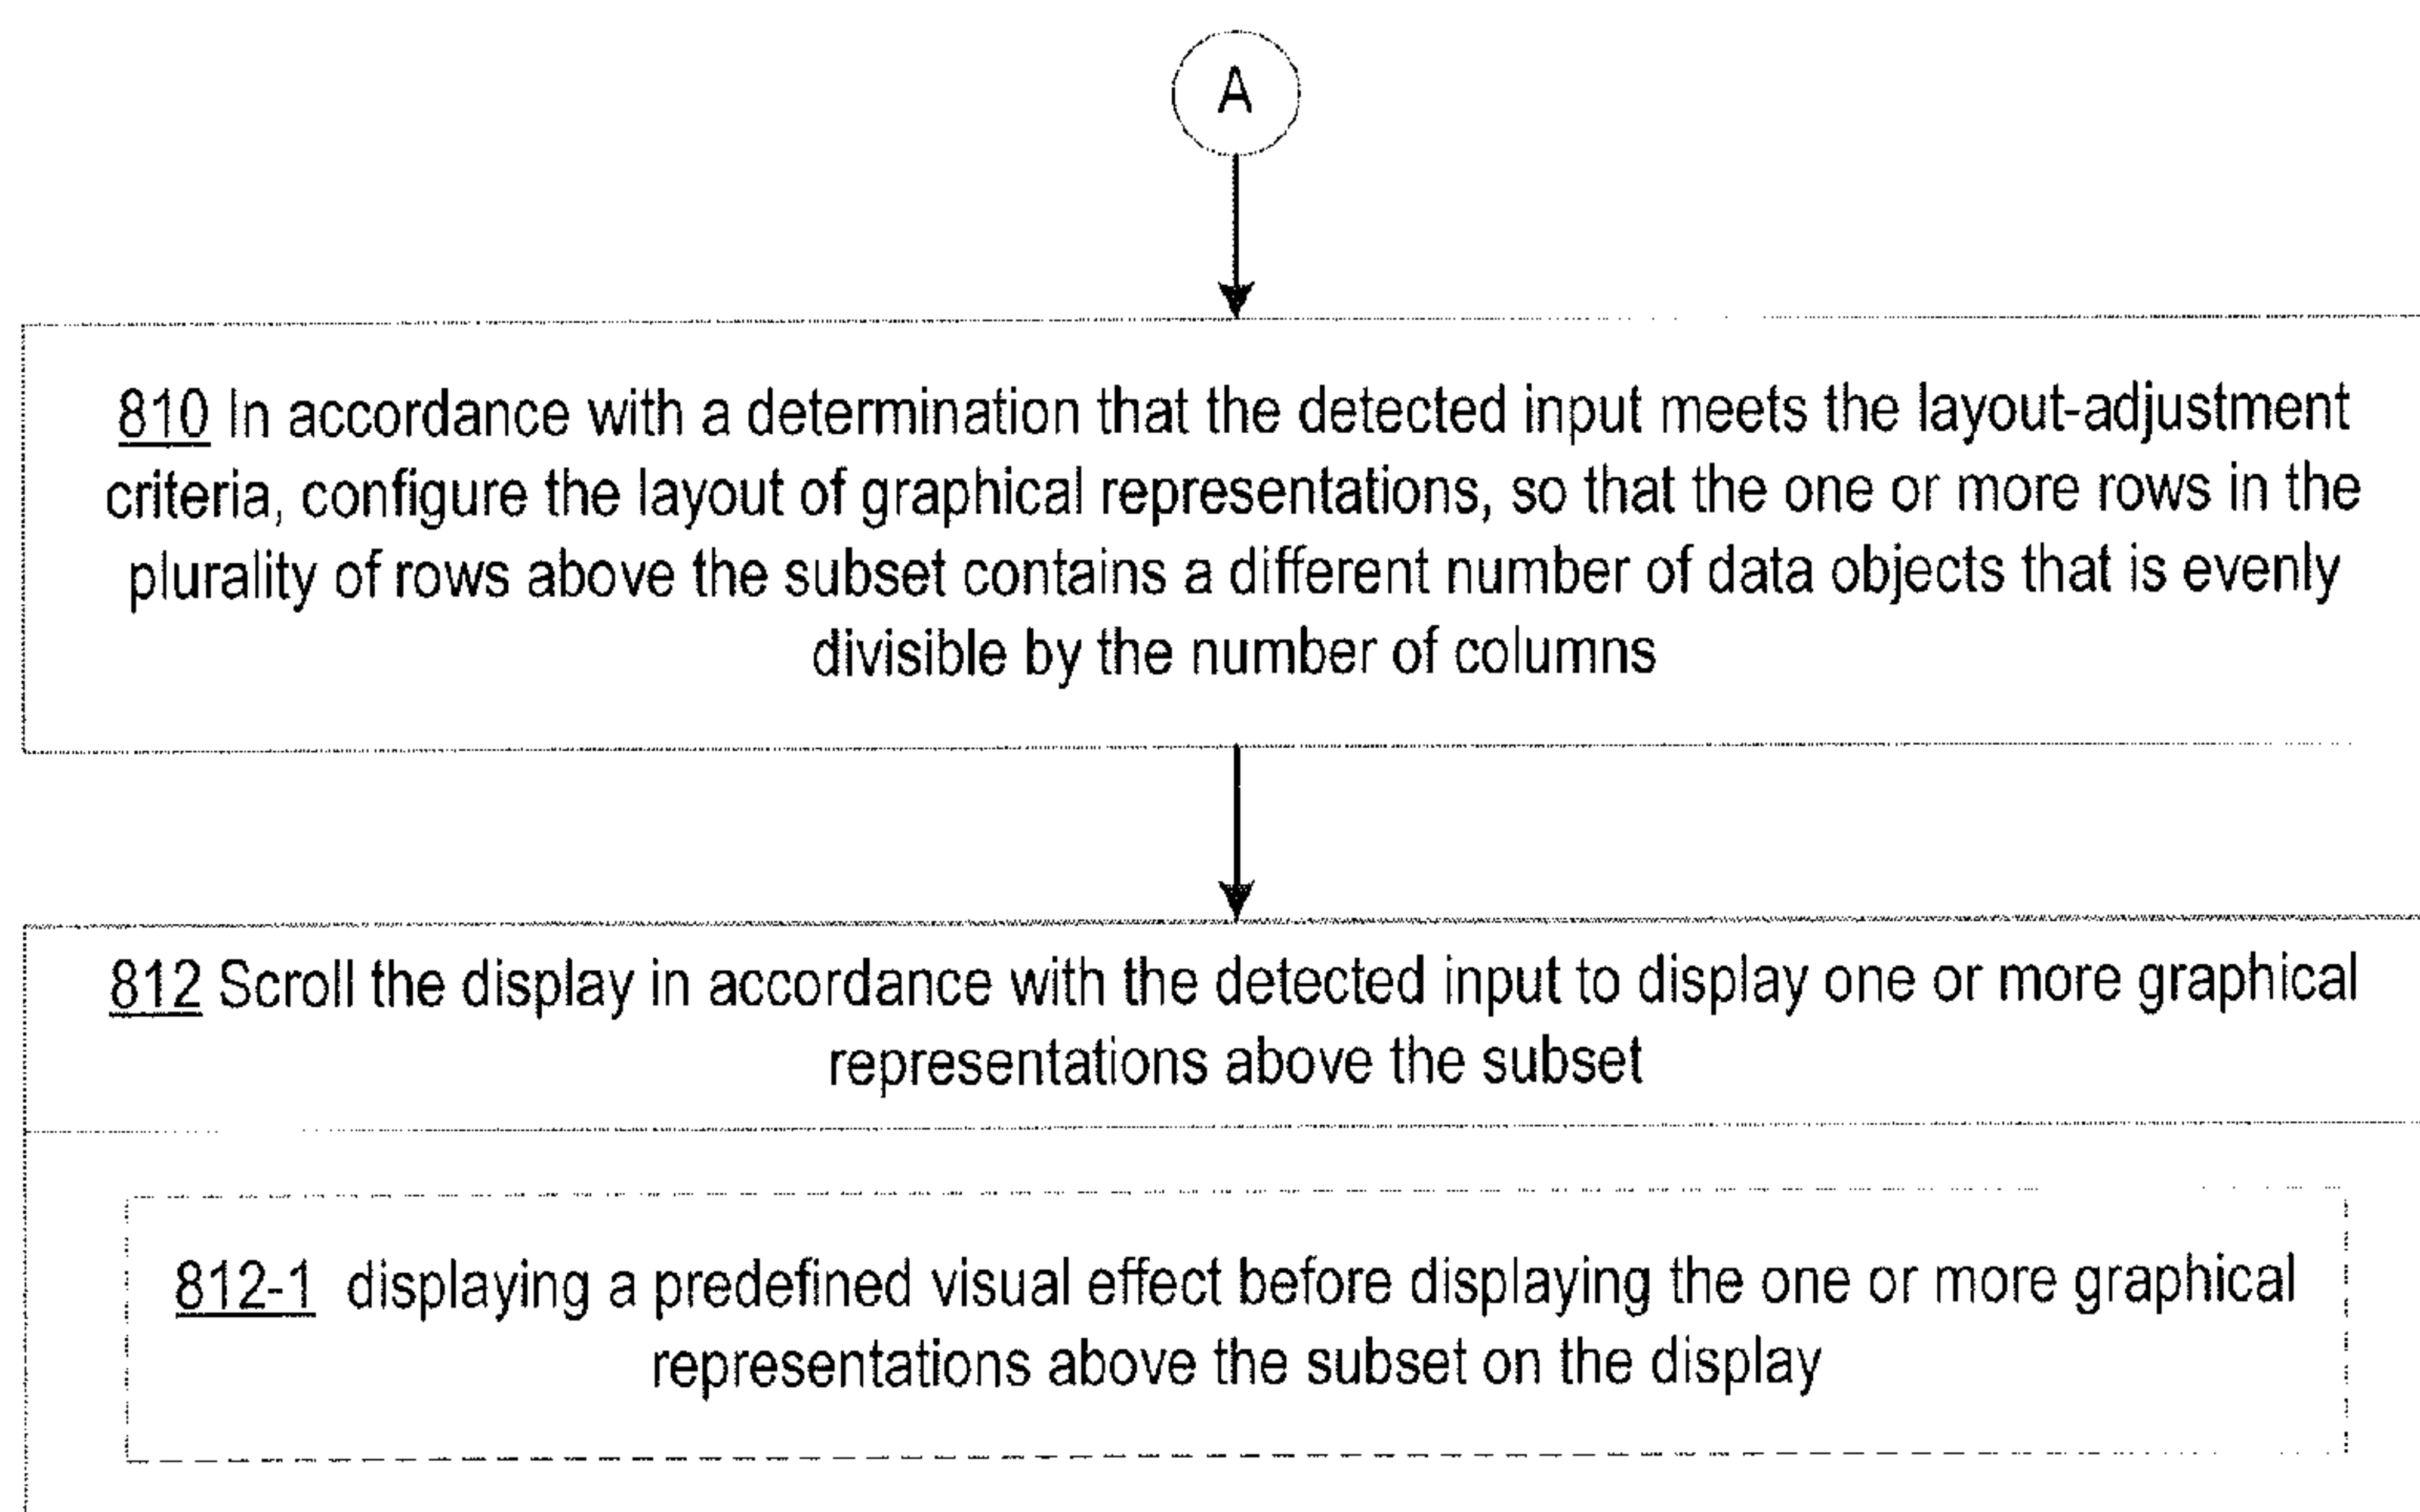 A
810 In accordance with a determination that the detected input meets the layout-adjustment
criteria, configure the layout of graphical representations, so that the one or more rows in the
plurality of rows above the subset contains a different number of data objects that is evenly
divisible by the number of columns
812 Scroll the display in accordance with the detected input to display one or more graphical
representations above the subset
812-1 displaying a predefined visual effect before displaying the one or more graphical
representations above the subset on the display